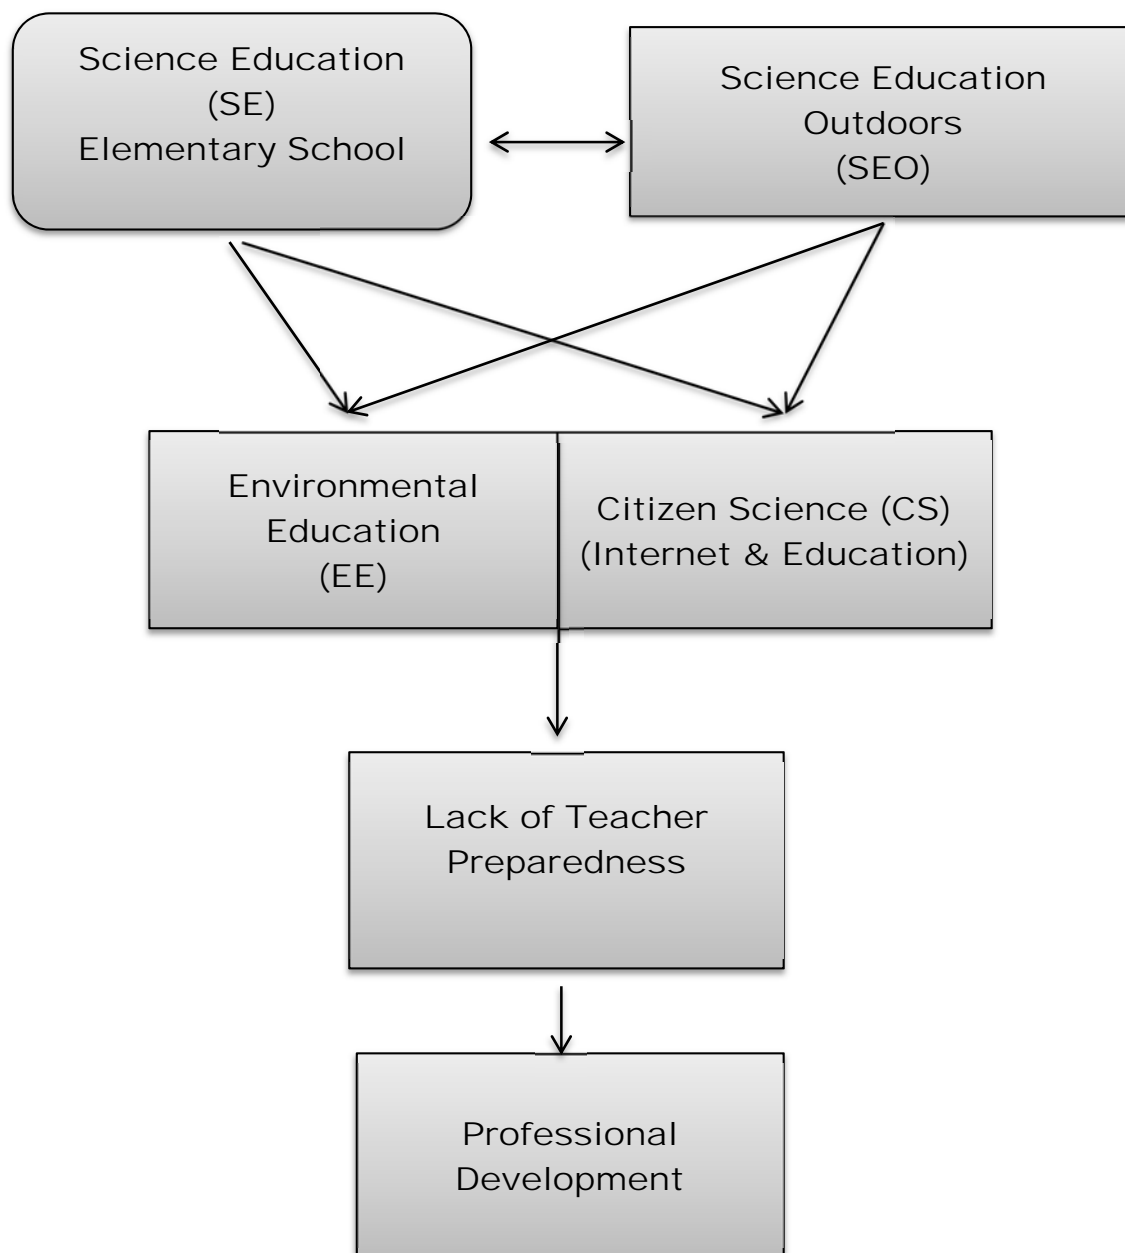 Science Education
(SE)
Elementary School
Science Education
Outdoors
(SEO)
Environmental
Education
(EE)
Citizen Science (CS)
(Internet & Education)
Lack of Teacher
Preparedness
Professional
Development